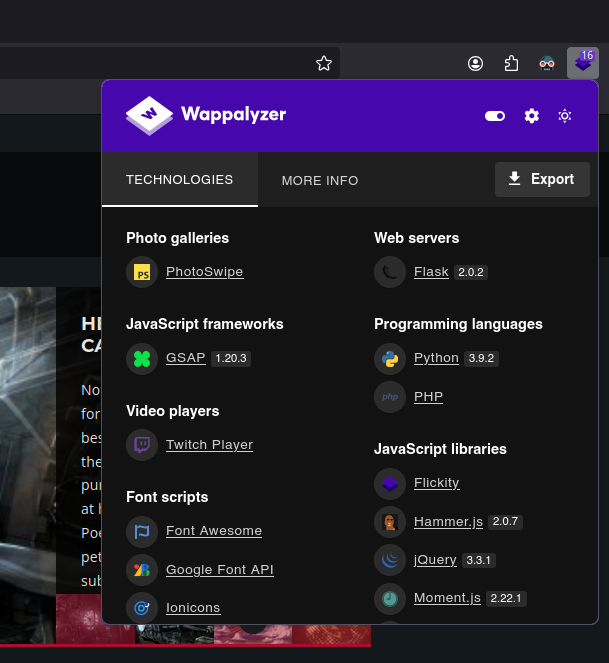 16
Wappalyzer
TECHNOLOGIES
MORE INFO
Export
Photo galleries
PS
PhotoSwipe
JavaScript frameworks
GSAP 1.20.3
Video players
Twitch Player
Font scripts
Font Awesome
Google Font API
Ionicons
Web servers
Flask 2.0.2
Programming languages
Python 3.9.2
php
PHP
JavaScript libraries
Flickity
Hammer.js 2.0.7
jQuery 3.3.1
Moment.js 2.22.1
CA
No
for
bes
the
pur
at h
Poe
pet
sub